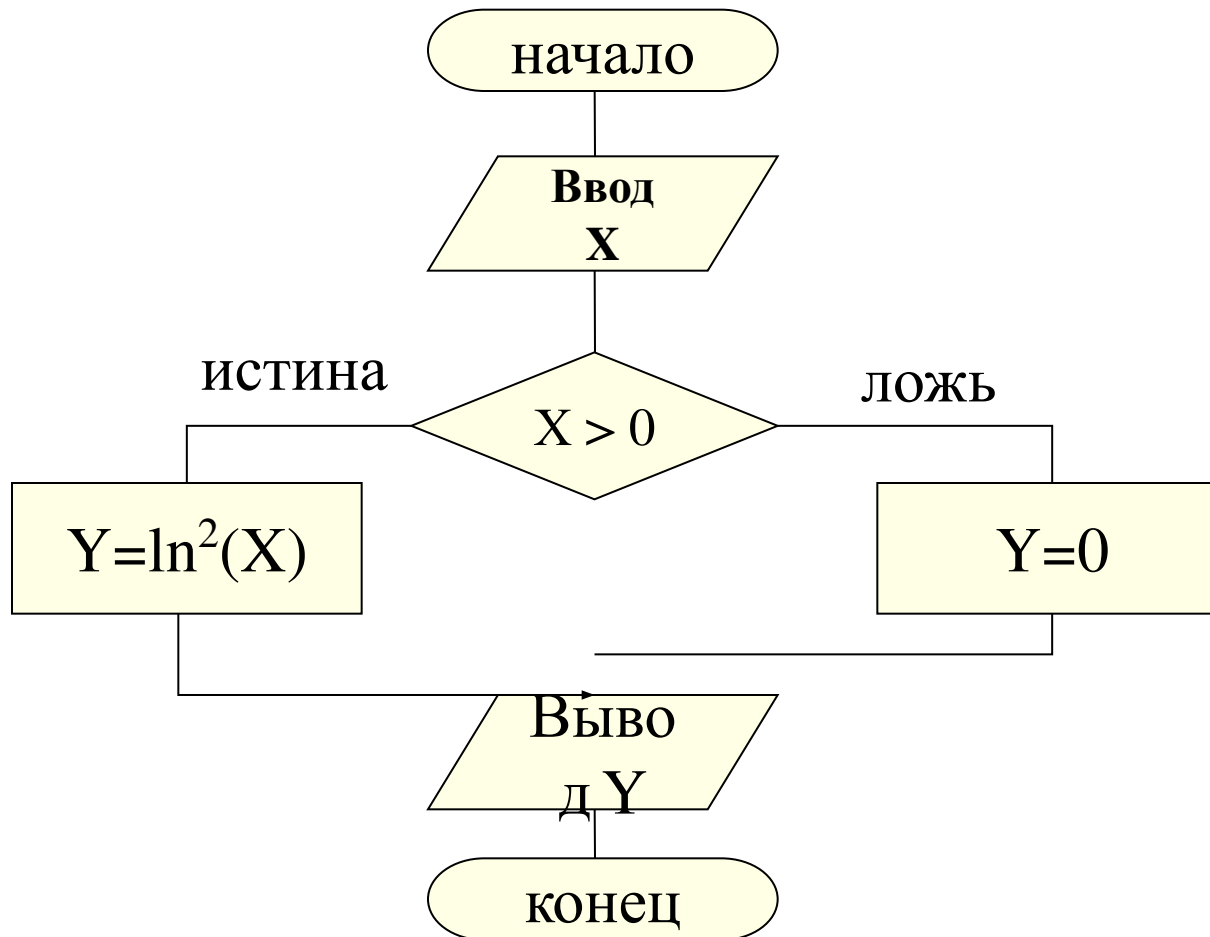 начало
Ввод
X
истина
ложь
X > 0
Y=ln²(X)
Y=0
Выво
д Y
конец